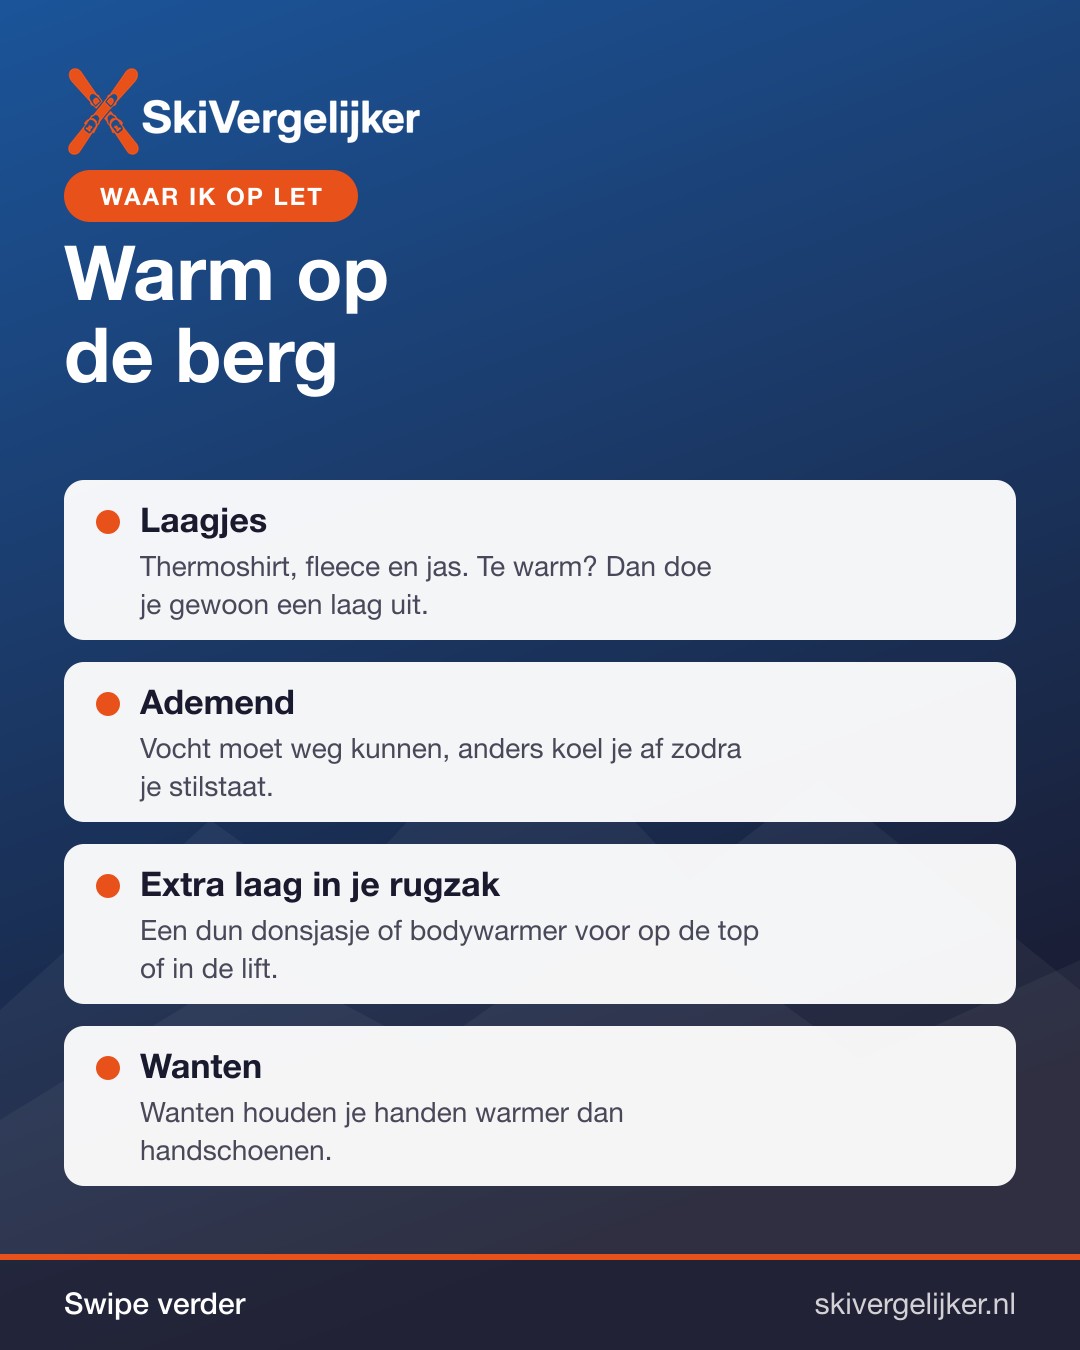 SkiVergelijker
WAAR IK OP LET
Warm op
de berg
Laagjes
Thermoshirt, fleece en jas. Te warm? Dan doe
je gewoon een laag uit.
Ademend
Vocht moet weg kunnen, anders koel je af zodra
je stilstaat.
Extra laag in je rugzak
Een dun donsjasje of bodywarmer voor op de top
of in de lift.
Wanten
Wanten houden je handen warmer dan
handschoenen.
Swipe verder
skivergelijker.nl